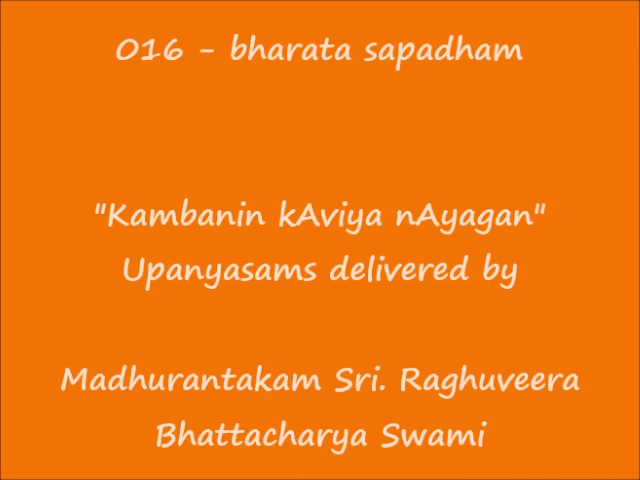 016 - bharata sapadham
"Kambanin kAviya nAyagan"
Upanyasams delivered by
Madhurantakam Sri. Raghuveera
Bhattacharya Swami